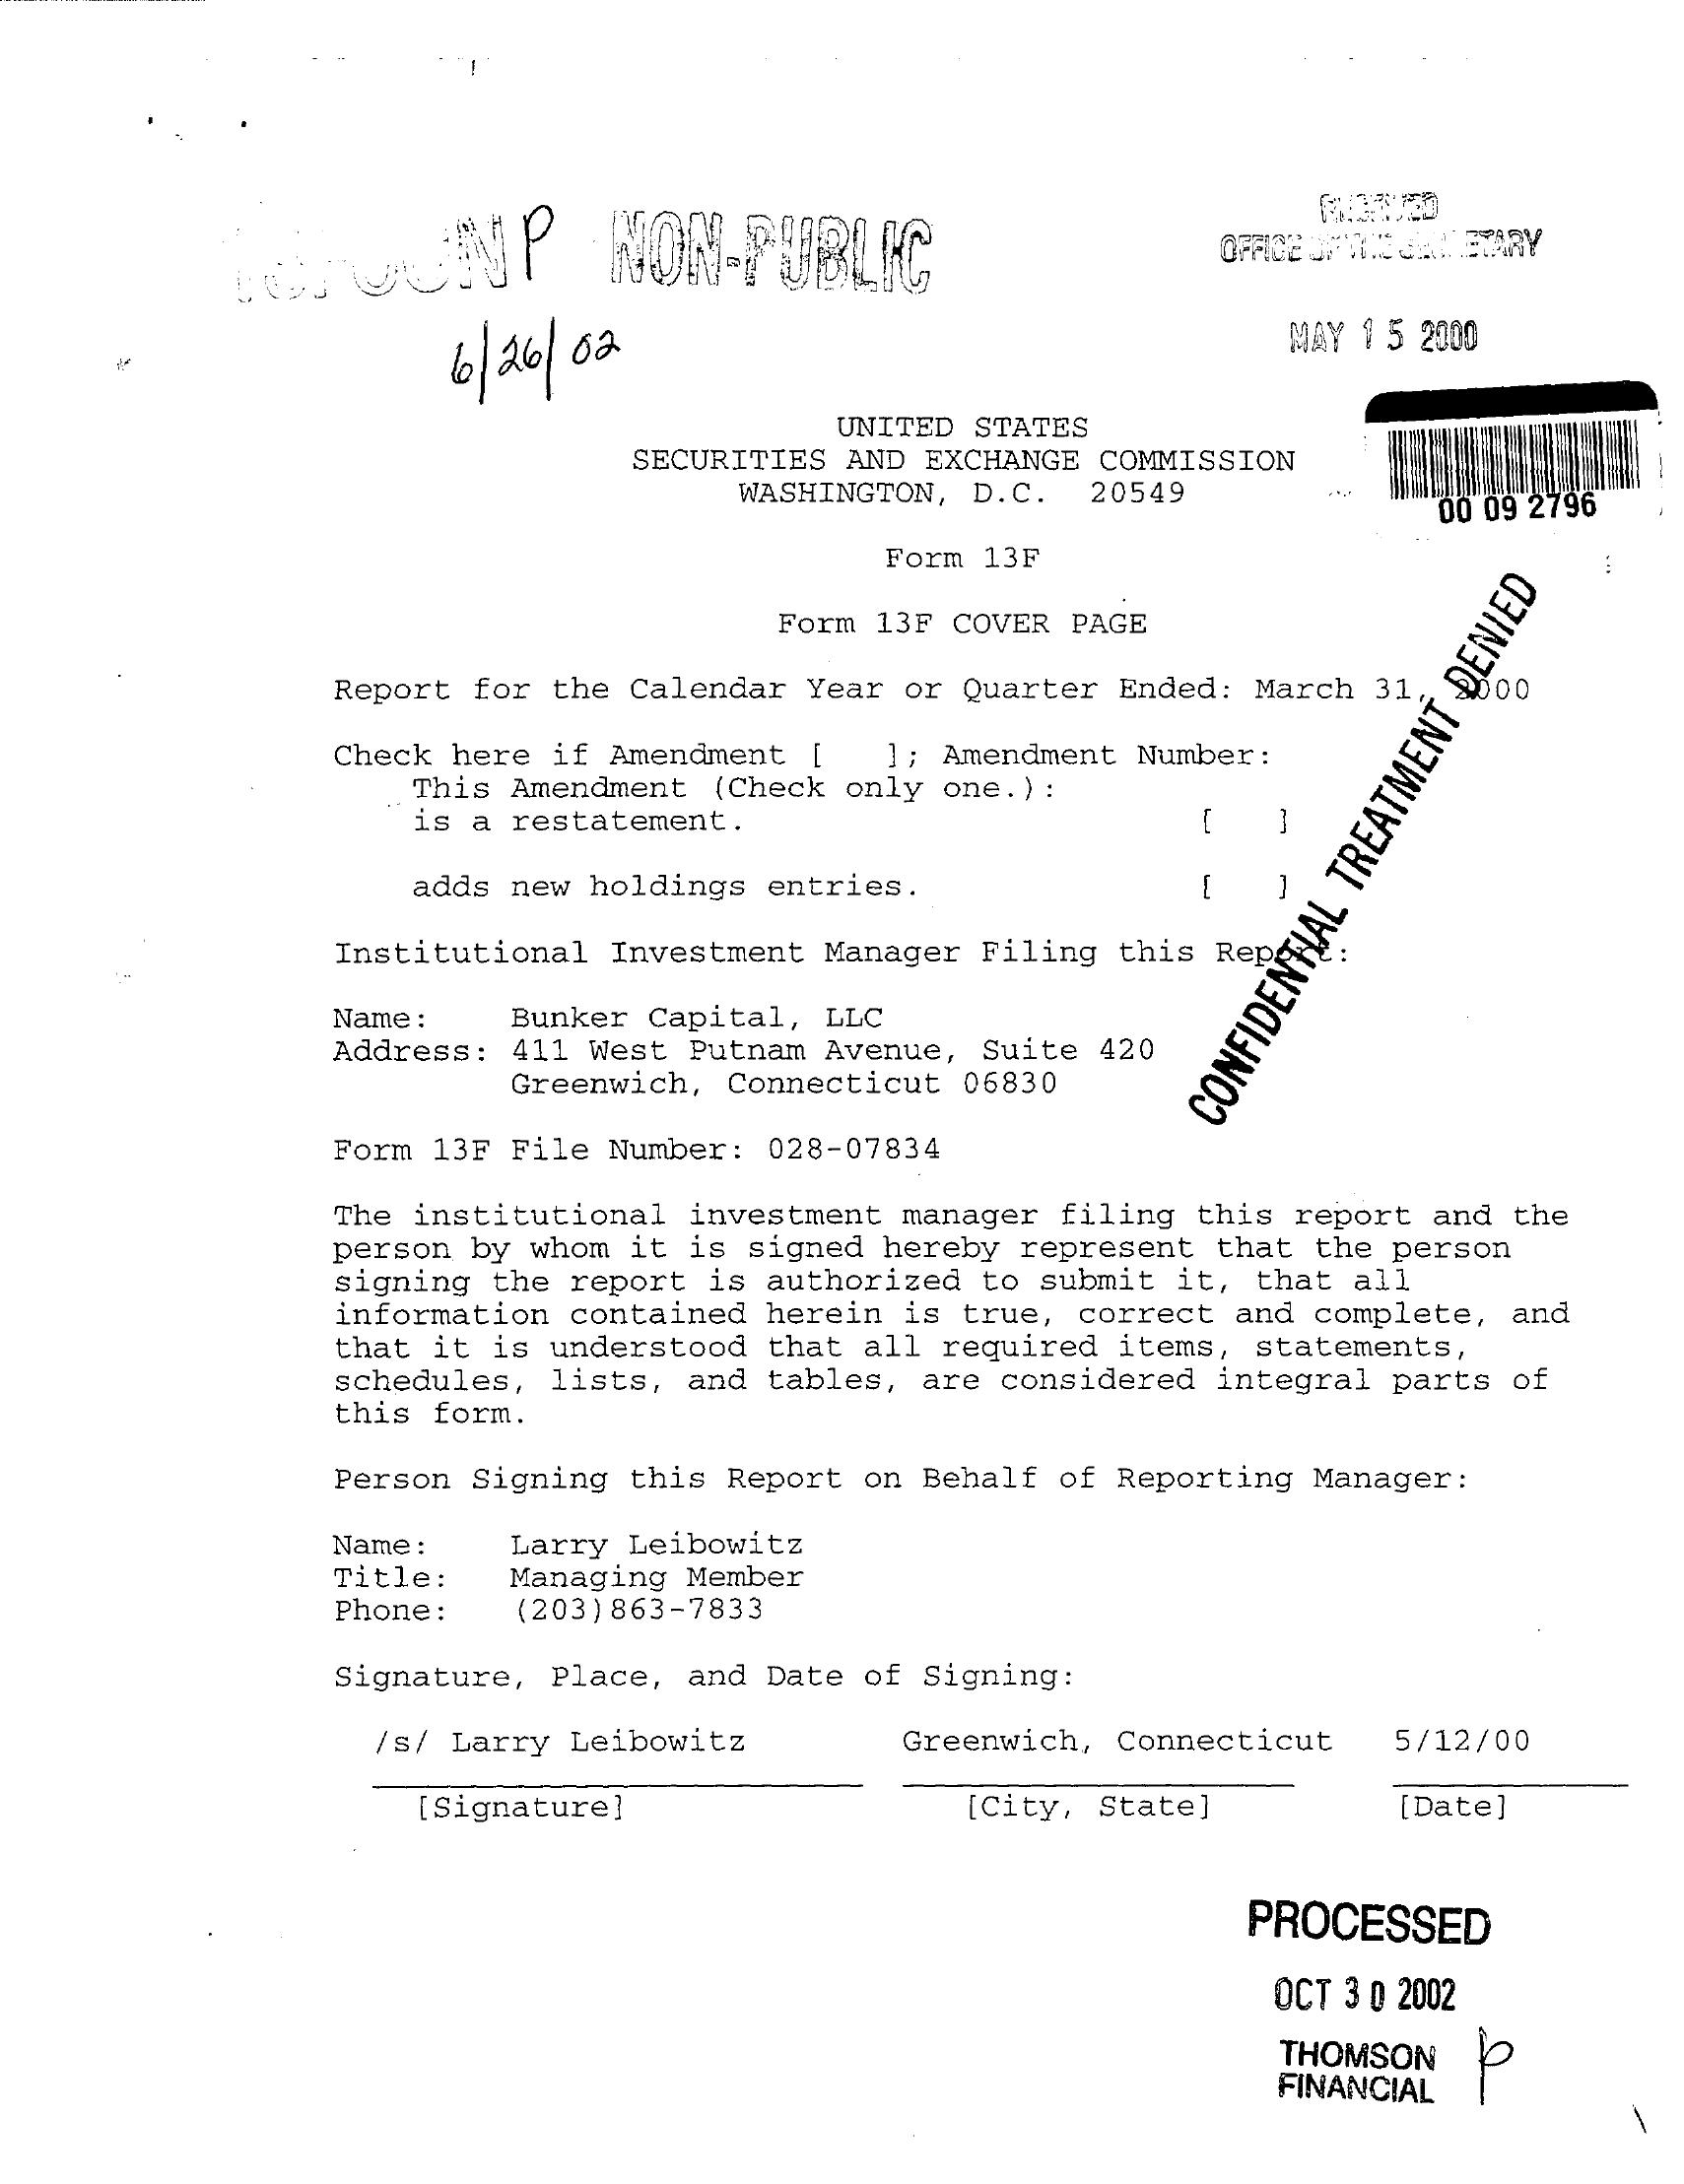 P NON-PUBLIC
6/26/02
OFFICE
MAY 15 2000
UNITED STATES
SECURITIES AND EXCHANGE COMMISSION
WASHINGTON, D.C. 20549
00 09 2796
Form 13F
Form 13F COVER PAGE
CONFIDENTIAL TREATMENT DENIED
Report for the Calendar Year or Quarter Ended: March 31, 2000
Check here if Amendment [ ]; Amendment Number:
This Amendment (Check only one.):
is a restatement. [ ]
adds new holdings entries. [ ]
Institutional Investment Manager Filing this Report:
Name: Bunker Capital, LLC
Address: 411 West Putnam Avenue, Suite 420
Greenwich, Connecticut 06830
Form 13F File Number: 028-07834
The institutional investment manager filing this report and the
person by whom it is signed hereby represent that the person
signing the report is authorized to submit it, that all
information contained herein is true, correct and complete, and
that it is understood that all required items, statements,
schedules, lists, and tables, are considered integral parts of
this form.
Person Signing this Report on Behalf of Reporting Manager:
Name: Larry Leibowitz
Title: Managing Member
Phone: (203)863-7833
Signature, Place, and Date of Signing:
/s/ Larry Leibowitz Greenwich, Connecticut 5/12/00
[Signature] [City, State] [Date]
PROCESSED
OCT 30 2002
THOMSON P
FINANCIAL